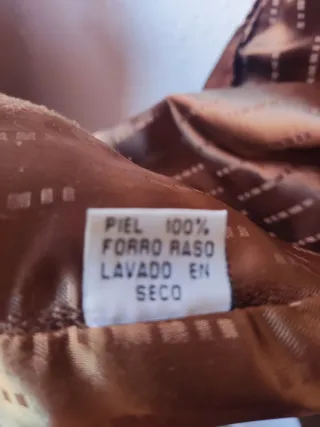 PIEL 100%
FORRO RASO
LAVADO EN
SECO